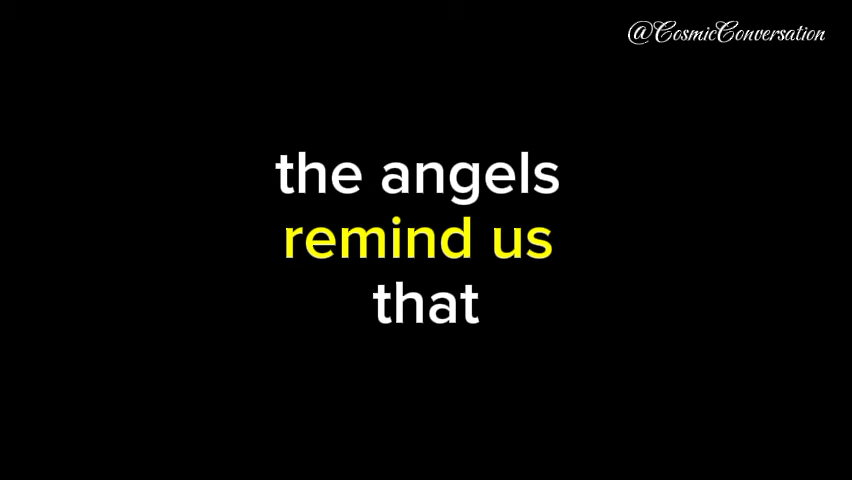 @CosmicConversation
the angels
remind us
that